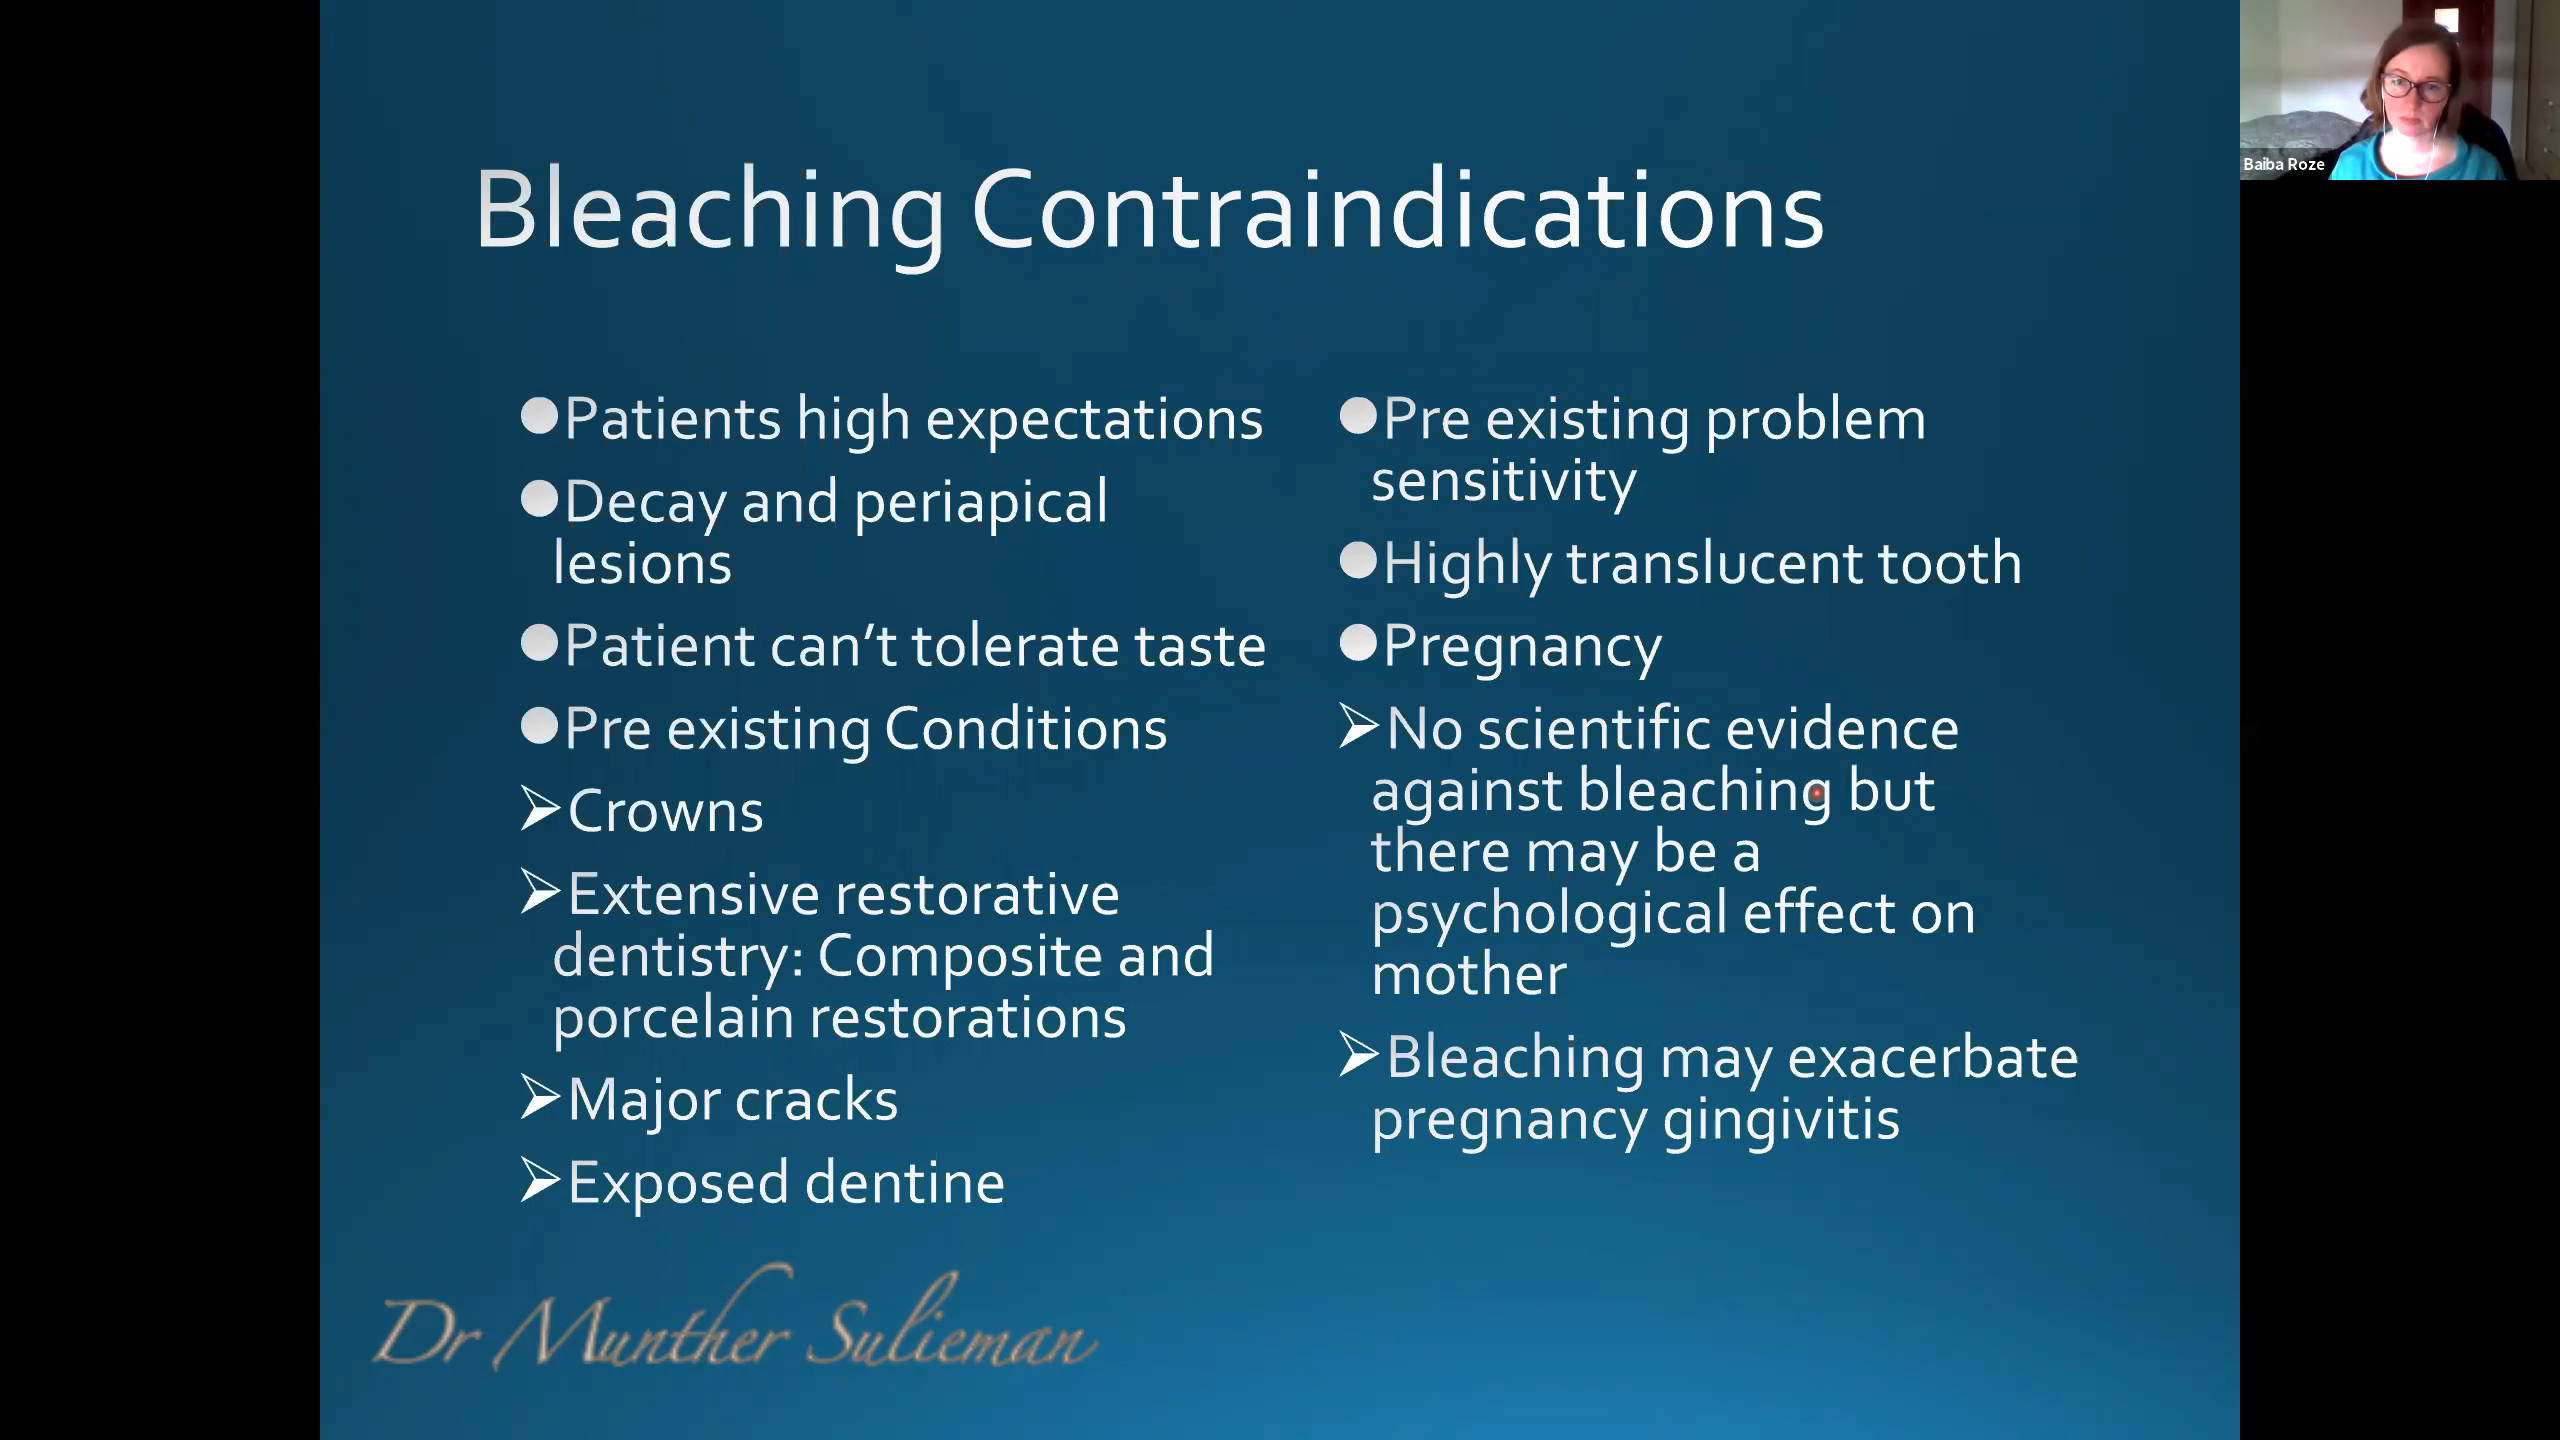 Bleaching Contraindications
Patients high expectations
Decay and periapical
lesions
Patient can’t tolerate taste
Pre existing Conditions
Crowns
Extensive restorative
dentistry: Composite and
porcelain restorations
Major cracks
Exposed dentine
Pre existing problem
sensitivity
Highly translucent tooth
Pregnancy
No scientific evidence
against bleaching but
there may be a
psychological effect on
mother
Bleaching may exacerbate
pregnancy gingivitis
Dr Munther Sulieman
Baiba Roze